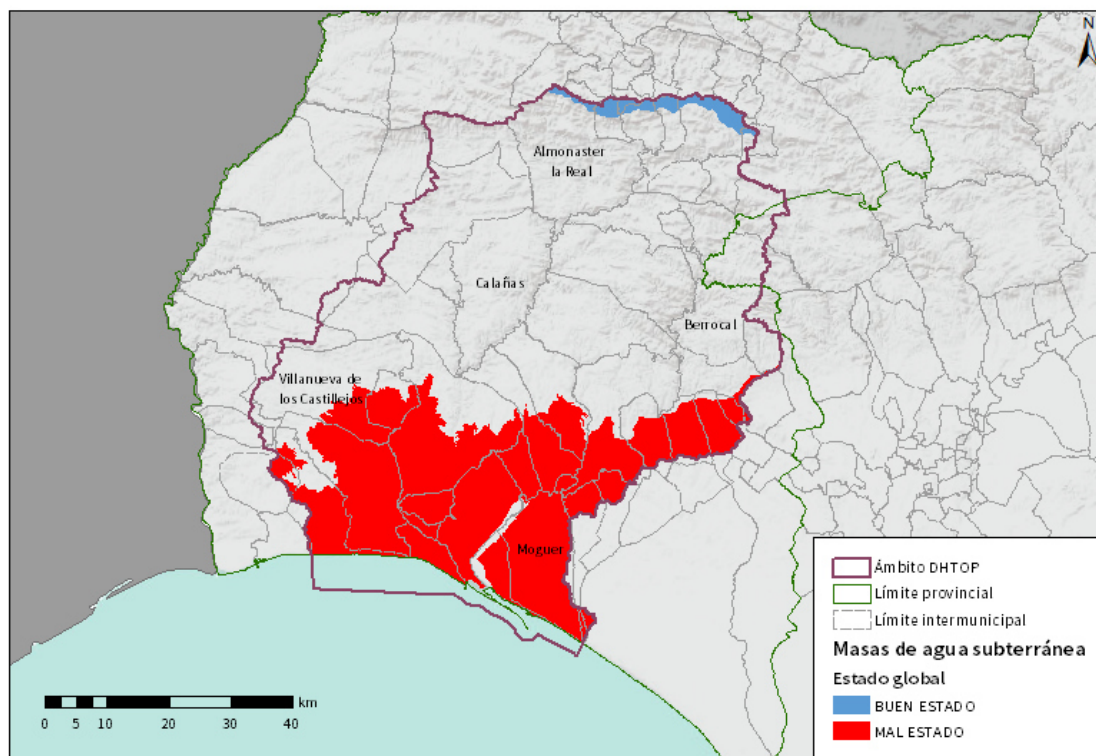 N
Almonaster
la Real
Calañas
Berrocal
Villanueva de
los Castillejos
Moguer
km
0 5 10 20 30 40
Ámbito DHTOP
Límite provincial
Límite intermunicipal
Masas de agua subterránea
Estado global
BUEN ESTADO
MAL ESTADO